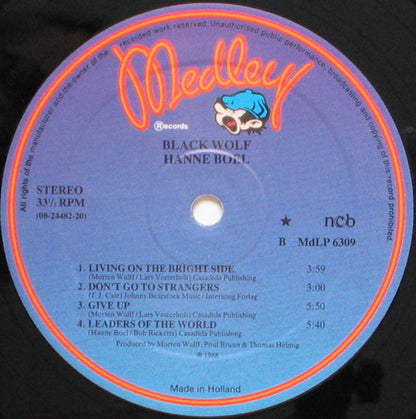 All rights of the manufacturer and the owner of the recorded work reserved. Unauthorised public performance, broadcasting and copying of this record prohibited.
Medley
Records
BLACK WOLF
HANNE BOEL
STEREO
33⅓ RPM
(08-24482-20)
★ ncb
B MdLP 6309
1. LIVING ON THE BRIGHT SIDE 3:59
(Morten Wulff / Lars Vesterholt) Casadida Publishing
2. DON'T GO TO STRANGERS 3:00
(J. J. Cale) Johnny Bearstock Music / Intersong Forlag
3. GIVE UP 5:50
(Morten Wulff / Lars Vesterholt) Casadida Publishing
4. LEADERS OF THE WORLD 5:40
(Hanne Boel / Bob Ricketts) Casadida Publishing
Produced by Morten Wulff, Poul Bruun & Thomas Helmig
℗ 1988
Made in Holland